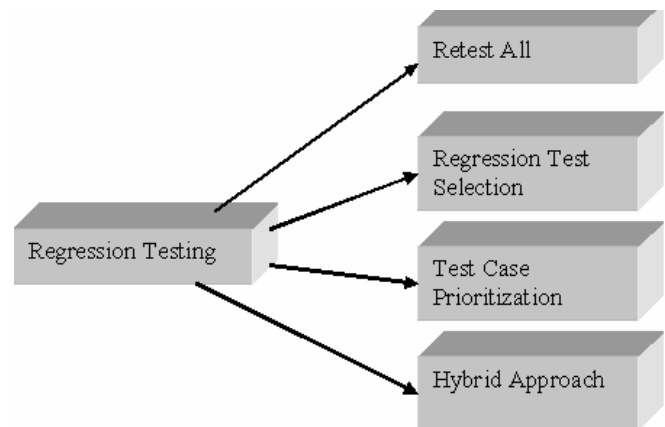 Retest All
Regression Test
Selection
Regression Testing
Test Case
Prioritization
Hybrid Approach